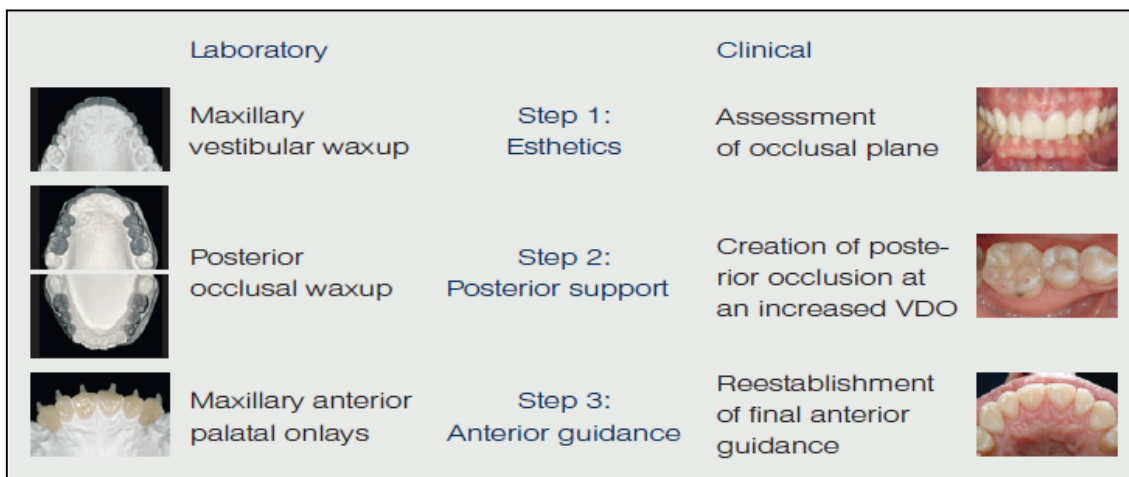 Laboratory
Clinical
Maxillary
vestibular waxup
Step 1:
Esthetics
Assessment
of occlusal plane
Posterior
occlusal waxup
Step 2:
Posterior support
Creation of poste-
rior occlusion at
an increased VDO
Maxillary anterior
palatal onlays
Step 3:
Anterior guidance
Reestablishment
of final anterior
guidance